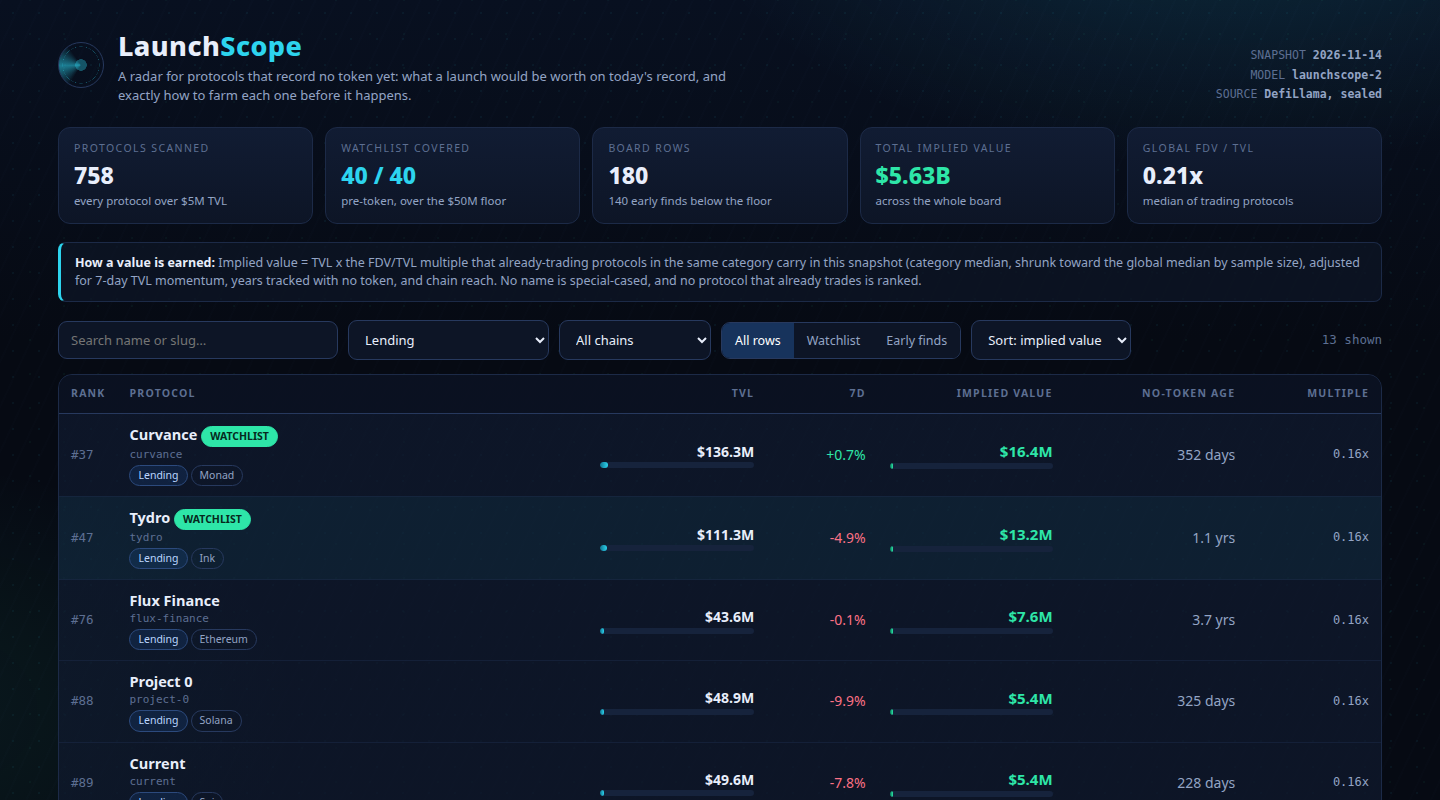 LaunchScope
A radar for protocols that record no token yet: what a launch would be worth on today's record, and
exactly how to farm each one before it happens.
SNAPSHOT 2026-11-14
MODEL launchscope-2
SOURCE DefiLlama, sealed
PROTOCOLS SCANNED
758
every protocol over $5M TVL
WATCHLIST COVERED
40 / 40
pre-token, over the $50M floor
BOARD ROWS
180
140 early finds below the floor
TOTAL IMPLIED VALUE
$5.63B
across the whole board
GLOBAL FDV / TVL
0.21x
median of trading protocols
How a value is earned: Implied value = TVL x the FDV/TVL multiple that already-trading protocols in the same category carry in this snapshot (category median, shrunk toward the global median by sample size), adjusted
for 7-day TVL momentum, years tracked with no token, and chain reach. No name is special-cased, and no protocol that already trades is ranked.
Search name or slug... Lending All chains All rows Watchlist Early finds Sort: implied value 13 shown
RANK PROTOCOL TVL 7D IMPLIED VALUE NO-TOKEN AGE MULTIPLE
Curvance WATCHLIST
#37 curvance $136.3M +0.7% $16.4M 352 days 0.16x
Lending Monad
Tydro WATCHLIST
#47 tydro $111.3M -4.9% $13.2M 1.1 yrs 0.16x
Lending Ink
Flux Finance
#76 flux-finance $43.6M -0.1% $7.6M 3.7 yrs 0.16x
Lending Ethereum
Project 0
#88 project-0 $48.9M -9.9% $5.4M 325 days 0.16x
Lending Solana
Current
#89 current $49.6M -7.8% $5.4M 228 days 0.16x